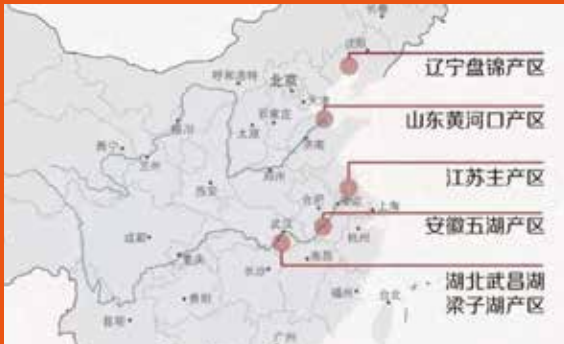 长春
沈阳
辽宁盘锦产区
呼和浩特
北京
天津
山东黄河口产区
石家庄
银川
太原
济南
西宁
兰州
郑州
江苏主产区
西安
合肥
南京
上海
安徽五湖产区
武汉
成都
杭州
重庆
南昌
长沙
湖北武昌湖
梁子湖产区
贵阳
福州
台北
昆明
广州